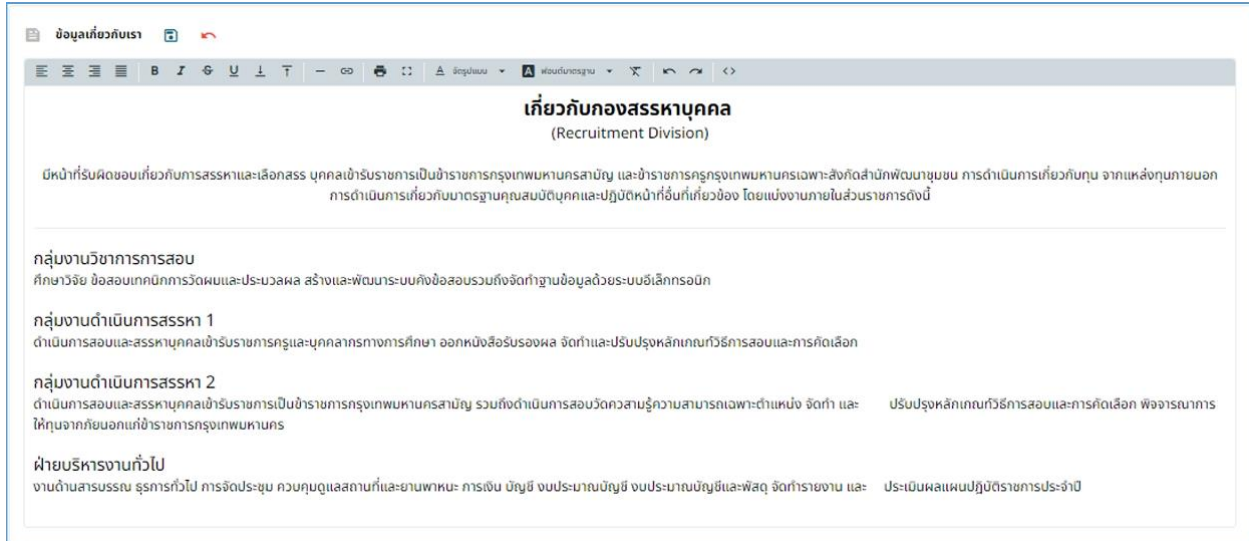 ข้อมูลเกี่ยวกับเรา
B I S U A จัดรูปแบบ A ฟอนต์มาตรฐาน
เกี่ยวกับกองสรรหาบุคคล
(Recruitment Division)
มีหน้าที่รับผิดชอบเกี่ยวกับการสรรหาและเลือกสรร บุคคลเข้ารับราชการเป็นข้าราชการกรุงเทพมหานครสามัญ และข้าราชการครูกรุงเทพมหานครเฉพาะสังกัดสำนักพัฒนาชุมชน การดำเนินการเกี่ยวกับทุน จากแหล่งทุนภายนอก
การดำเนินการเกี่ยวกับมาตรฐานคุณสมบัติบุคคและปฏิบัติหน้าที่อื่นที่เกี่ยวข้อง โดยแบ่งงานภายในส่วนราชการดังนี้
กลุ่มงานวิชาการการสอบ
ศึกษาวิจัย ข้อสอบเทคนิกการวัดผมและประมวลผล สร้างและพัฒนาระบบคังข้อสอบรวมถึงจัดทำฐานข้อมูลด้วยระบบอีเล็กทรอนิก
กลุ่มงานดำเนินการสรรหา 1
ดำเนินการสอบและสรรหาบุคคลเข้ารับราชการครูและบุคคลากรทางการศึกษา ออกหนังสือรับรองผล จัดทำและปรับปรุงหลักเกณฑ์วิธีการสอบและการคัดเลือก
กลุ่มงานดำเนินการสรรหา 2
ดำเนินการสอบและสรรหาบุคคลเข้ารับราชการเป็นข้าราชการกรุงเทพมหานครสามัญ รวมถึงดำเนินการสอบวัดควสามรู้ความสามารถเฉพาะตำแหน่ง จัดทำ และ ปรับปรุงหลักเกณฑ์วิธีการสอบและการคัดเลือก พิจจารณาการ
ให้ทุนจากภัยนอกแก่ข้าราชการกรุงเทพมหานคร
ฝ่ายบริหารงานทั่วไป
งานด้านสารบรรณ ธุรการทั่วไป การจัดประชุม ควบคุมดูแลสถานที่และยานพาหนะ การเงิน บัญชี งบประมาณบัญชี งบประมาณบัญชีและพัสดุ จัดทำรายงาน และ ประเมินผลแผนปฏิบัติราชการประจำปี